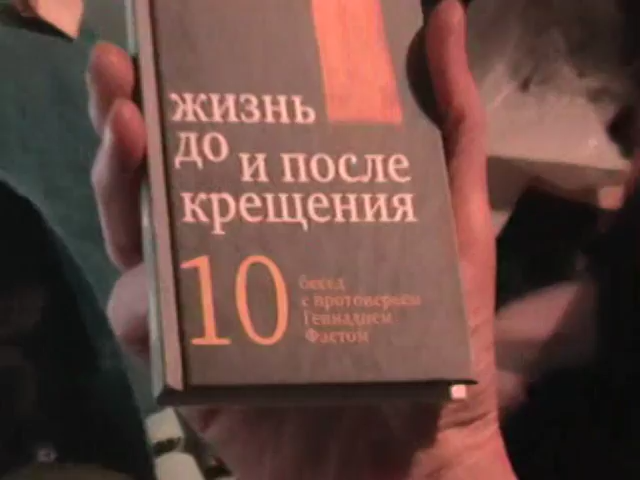 жизнь
до и после
крещения
10
бесед
с протоиереем
Геннадием
Фастом